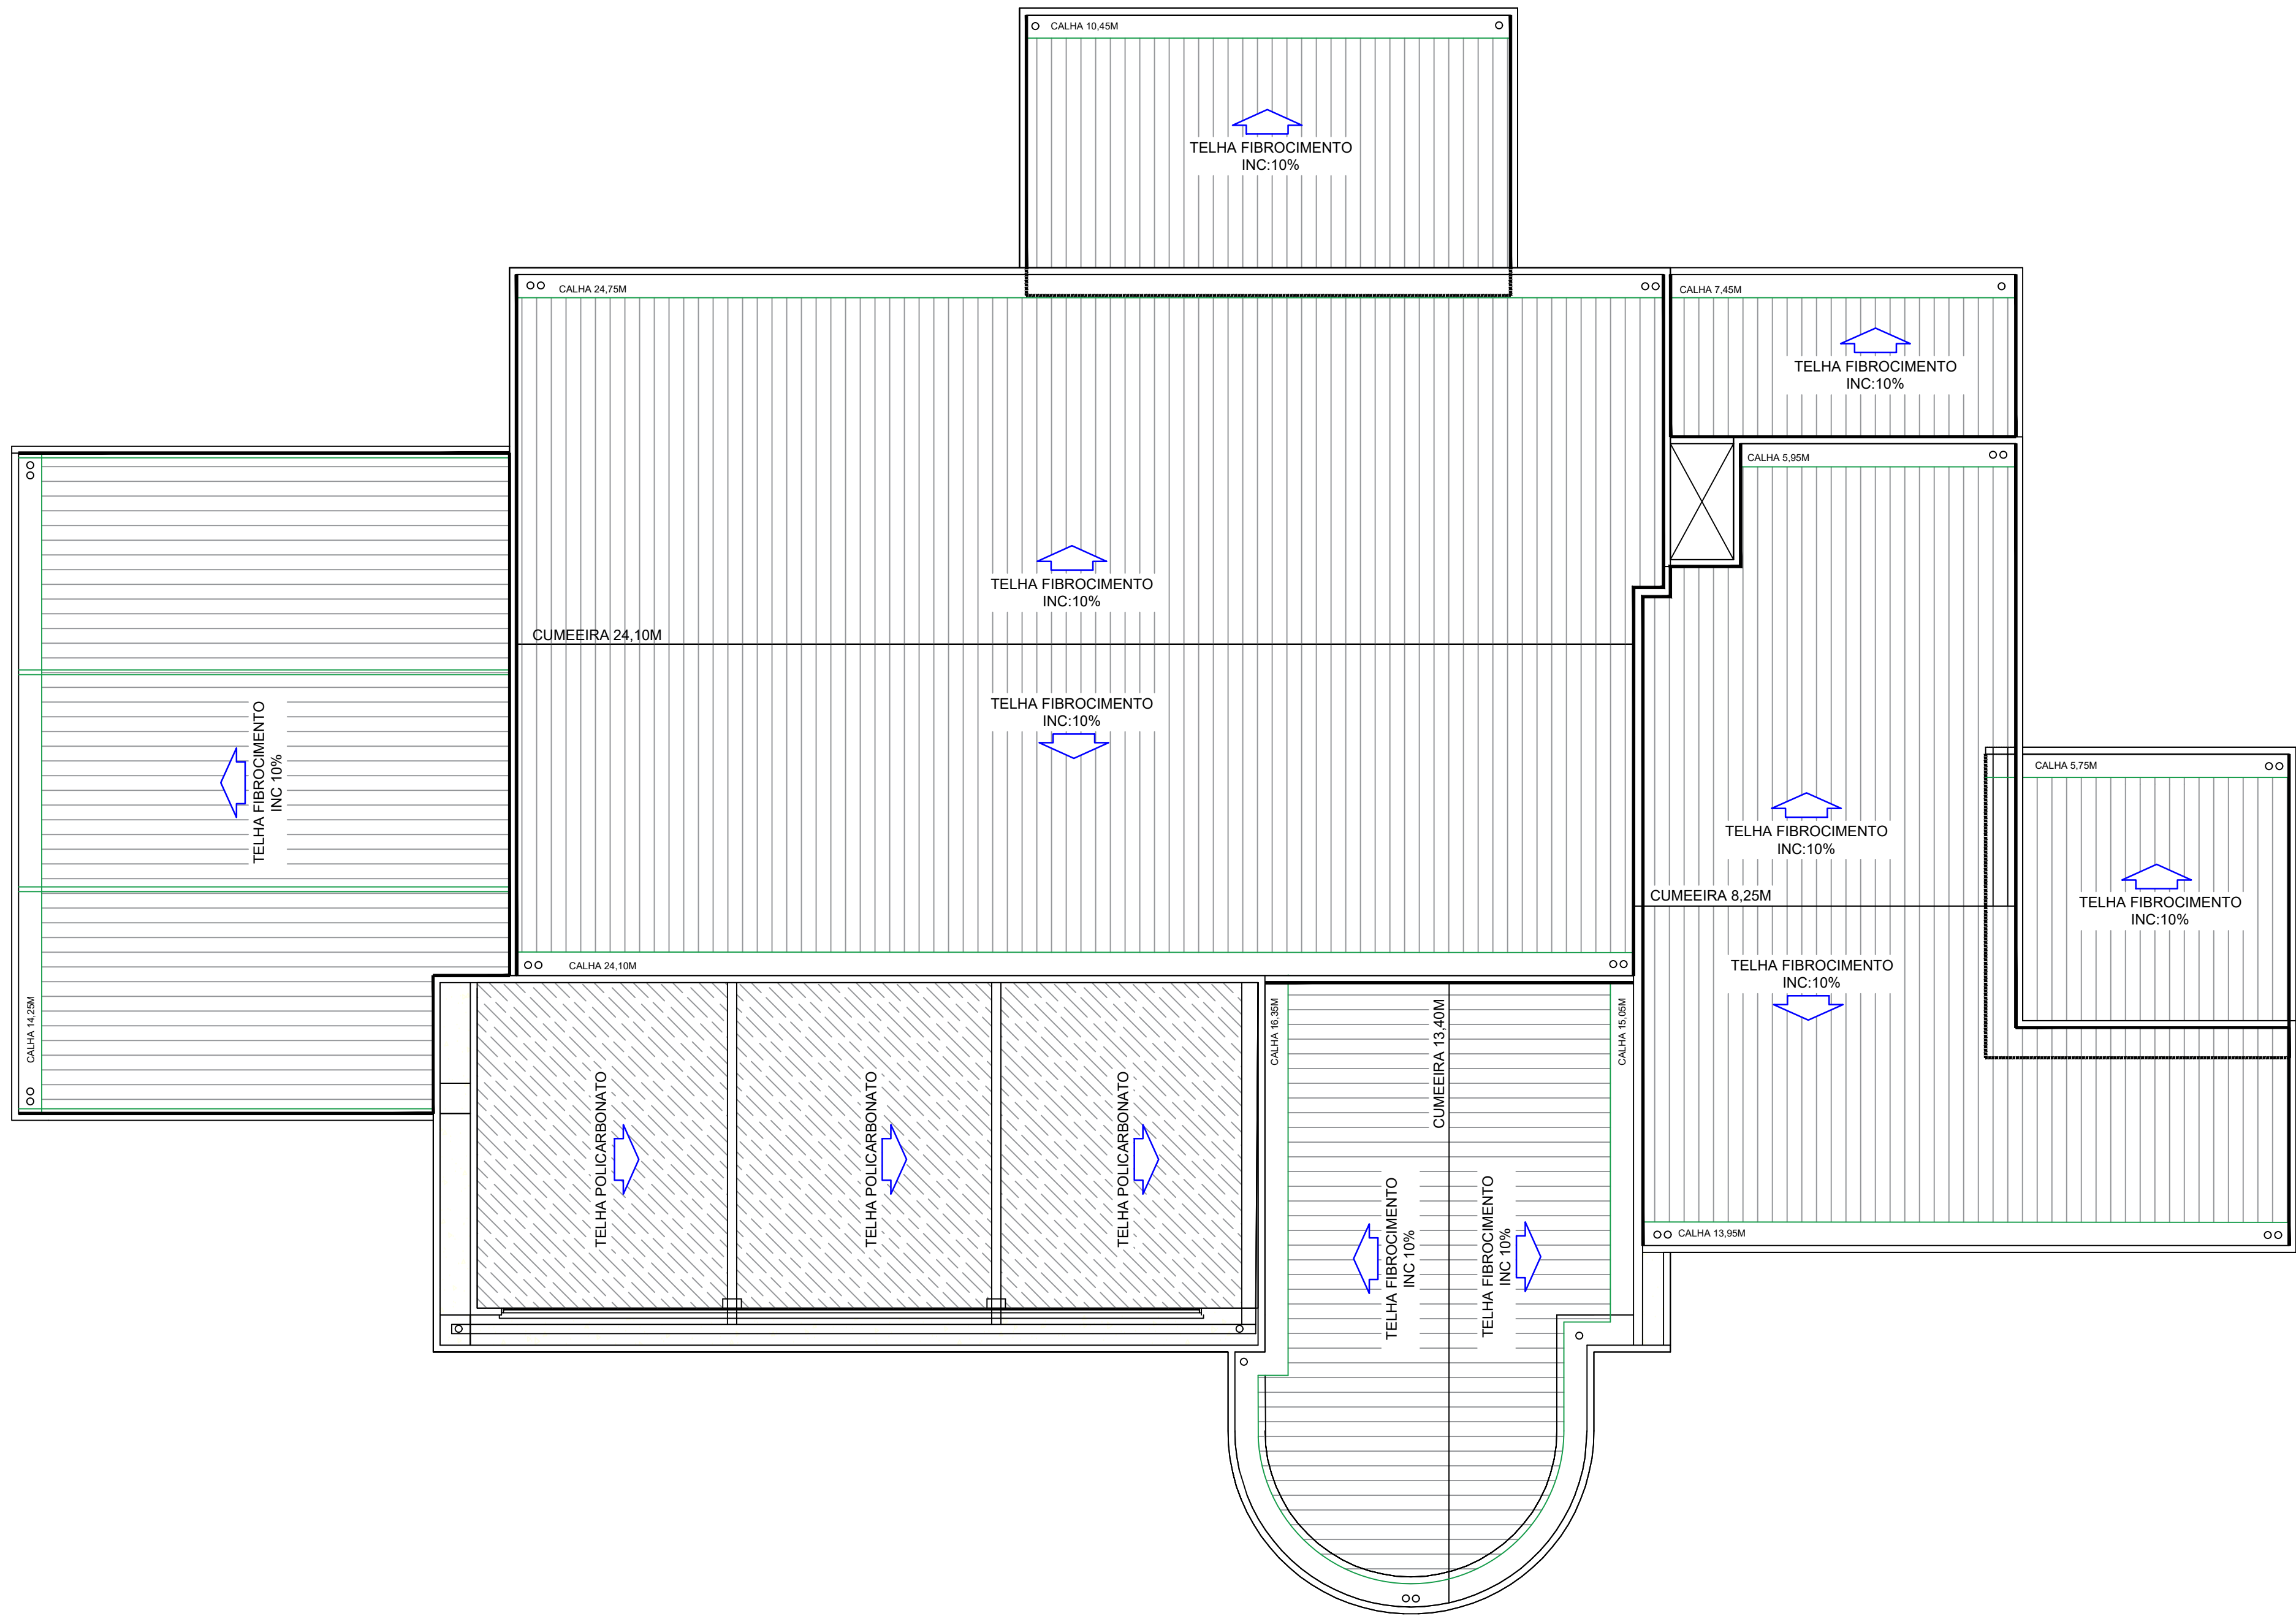 CALHA 10,45M
TELHA FIBROCIMENTO
INC:10%
CALHA 24,75M
CALHA 7,45M
TELHA FIBROCIMENTO
INC:10%
CALHA 5,95M
TELHA FIBROCIMENTO
INC:10%
CUMEEIRA 24,10M
TELHA FIBROCIMENTO
INC:10%
TELHA FIBROCIMENTO
INC 10%
CALHA 14,25M
CALHA 5,75M
TELHA FIBROCIMENTO
INC:10%
CUMEEIRA 8,25M
TELHA FIBROCIMENTO
INC:10%
TELHA FIBROCIMENTO
INC:10%
CALHA 24,10M
CALHA 16,35M
CUMEEIRA 13,40M
CALHA 15,05M
TELHA POLICARBONATO
TELHA POLICARBONATO
TELHA POLICARBONATO
TELHA FIBROCIMENTO
INC 10%
TELHA FIBROCIMENTO
INC 10%
CALHA 13,95M